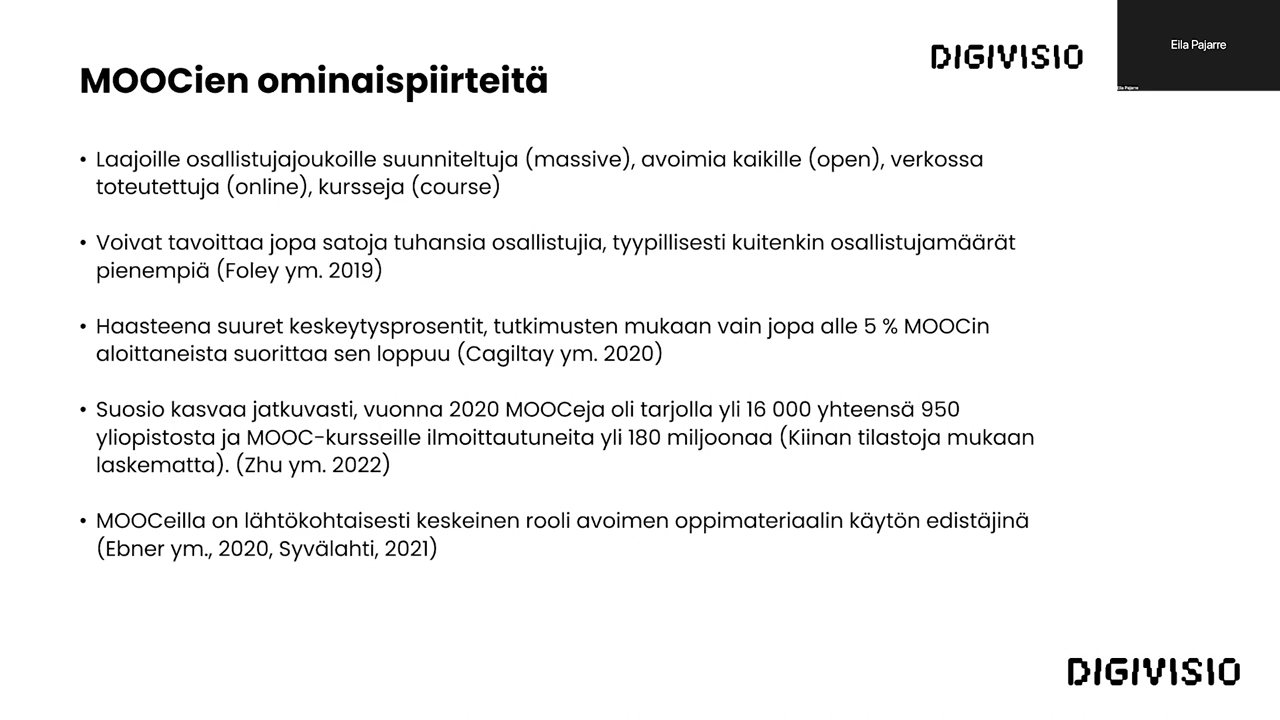 DIGIVISIO
Eila Pajarre
Eila Pajarre
MOOCien ominaispiirteitä
• Laajoille osallistujajoukoille suunniteltuja (massive), avoimia kaikille (open), verkossa
toteutettuja (online), kursseja (course)
• Voivat tavoittaa jopa satoja tuhansia osallistujia, tyypillisesti kuitenkin osallistujamäärät
pienempiä (Foley ym. 2019)
• Haasteena suuret keskeytysprosentit, tutkimusten mukaan vain jopa alle 5 % MOOCin
aloittaneista suorittaa sen loppuu (Cagiltay ym. 2020)
• Suosio kasvaa jatkuvasti, vuonna 2020 MOOCeja oli tarjolla yli 16 000 yhteensä 950
yliopistosta ja MOOC-kursseille ilmoittautuneita yli 180 miljoonaa (Kiinan tilastoja mukaan
laskematta). (Zhu ym. 2022)
• MOOCeilla on lähtökohtaisesti keskeinen rooli avoimen oppimateriaalin käytön edistäjinä
(Ebner ym., 2020, Syvälahti, 2021)
DIGIVISIO